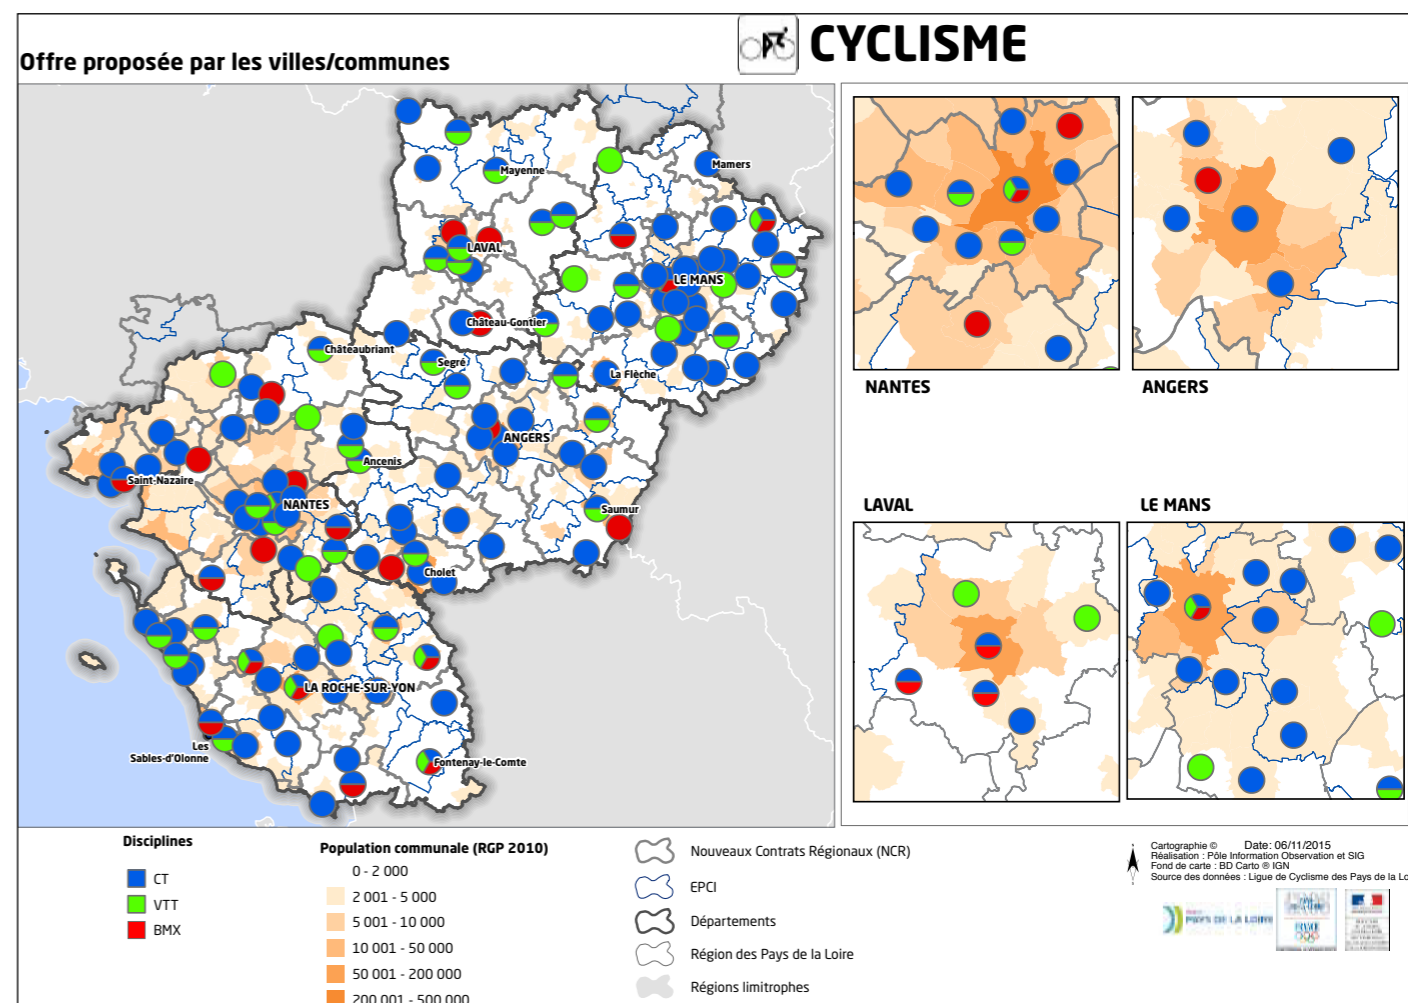 CYCLISME
Offre proposée par les villes/communes
Mayenne
Mamers
LAVAL
LE MANS
Château-Gontier
Châteaubriant
Segré
La Flèche
ANGERS
Ancenis
Saint-Nazaire
NANTES
Saumur
Cholet
LA ROCHE-SUR-YON
Les
Sables-d'Olonne
Fontenay-le-Comte
NANTES
ANGERS
LAVAL
LE MANS
Disciplines
CT
VTT
BMX
Population communale (RGP 2010)
0 - 2 000
2 001 - 5 000
5 001 - 10 000
10 001 - 50 000
50 001 - 200 000
200 001 - 500 000
Nouveaux Contrats Régionaux (NCR)
EPCI
Départements
Région des Pays de la Loire
Régions limitrophes
Cartographie © Date: 06/11/2015
Réalisation : Pôle Information Observation et SIG
Fond de carte : BD Carto ® IGN
Source des données : Ligue de Cyclisme des Pays de la Lo
PAYS DE LA LOIRE
FRANCE